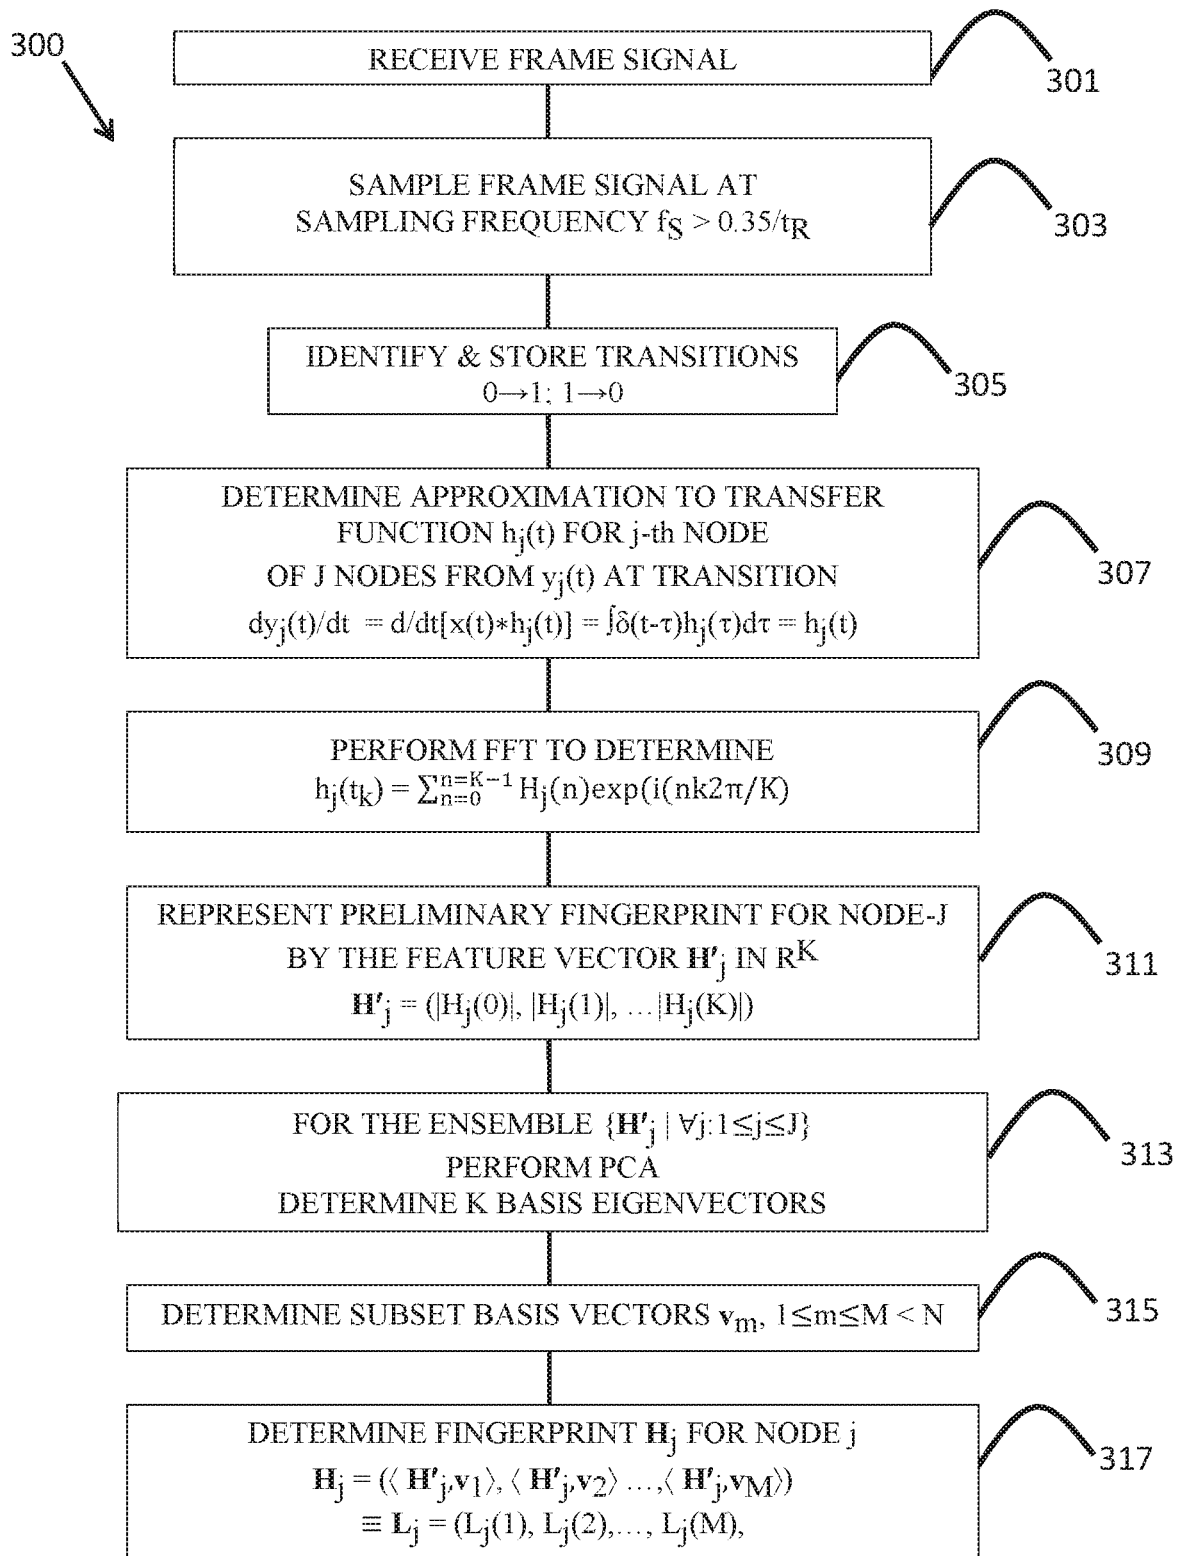 300
RECEIVE FRAME SIGNAL
301
SAMPLE FRAME SIGNAL AT
SAMPLING FREQUENCY fS > 0.35/tR
303
IDENTIFY & STORE TRANSITIONS
0→1; 1→0
305
DETERMINE APPROXIMATION TO TRANSFER
FUNCTION hj(t) FOR j-th NODE
OF J NODES FROM yj(t) AT TRANSITION
dyj(t)/dt = d/dt[x(t)*hj(t)] = ∫δ(t-τ)hj(τ)dτ = hj(t)
307
PERFORM FFT TO DETERMINE
hj(tk) = ∑n=0n=K−1 Hj(n)exp(i(nk2π/K)
309
REPRESENT PRELIMINARY FINGERPRINT FOR NODE-J
BY THE FEATURE VECTOR H'j IN RK
H'j = (|Hj(0)|, |Hj(1)|, …|Hj(K)|)
311
FOR THE ENSEMBLE {H'j | ∀j:1≤j≤J}
PERFORM PCA
DETERMINE K BASIS EIGENVECTORS
313
DETERMINE SUBSET BASIS VECTORS vm, 1≤m≤M < N
315
DETERMINE FINGERPRINT Hj FOR NODE j
Hj = (⟨ H'j,v1⟩, ⟨ H'j,v2⟩ …,⟨ H'j,vM⟩)
≡ Lj = (Lj(1), Lj(2),…, Lj(M),
317